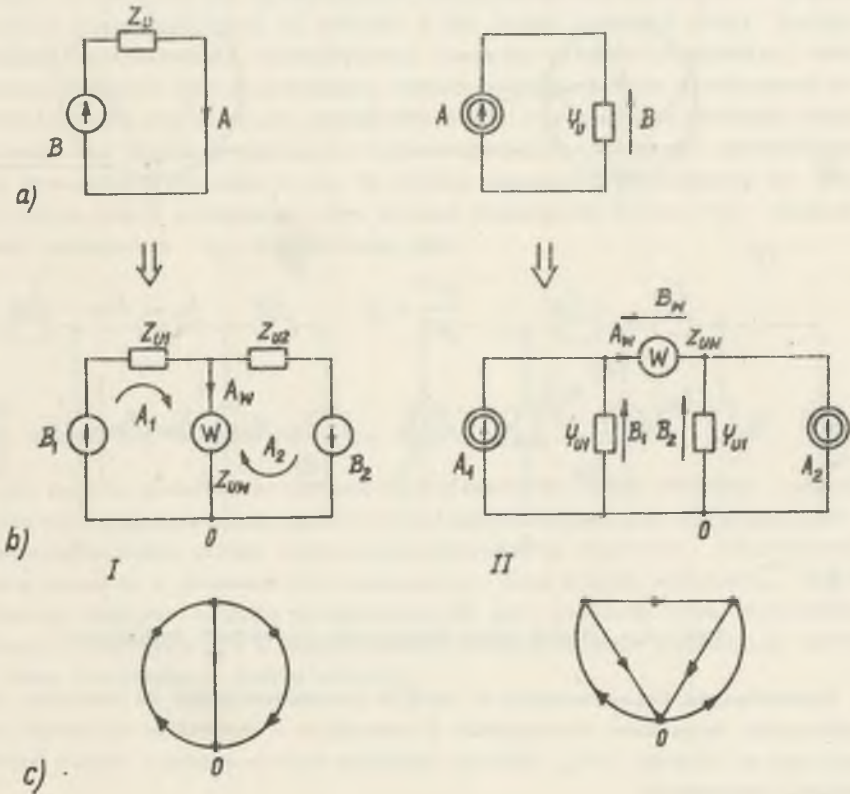 Z_U
A
B
A
Y_U
B
a)
Z_U1
Z_U2
A_W
A_1
B_1
W
A_2
B_2
Z_UW
0
B_W
A_W
Z_UW
W
A_1
Y_U1
B_1
B_2
Y_U1
A_2
0
b)
I
II
0
0
c)